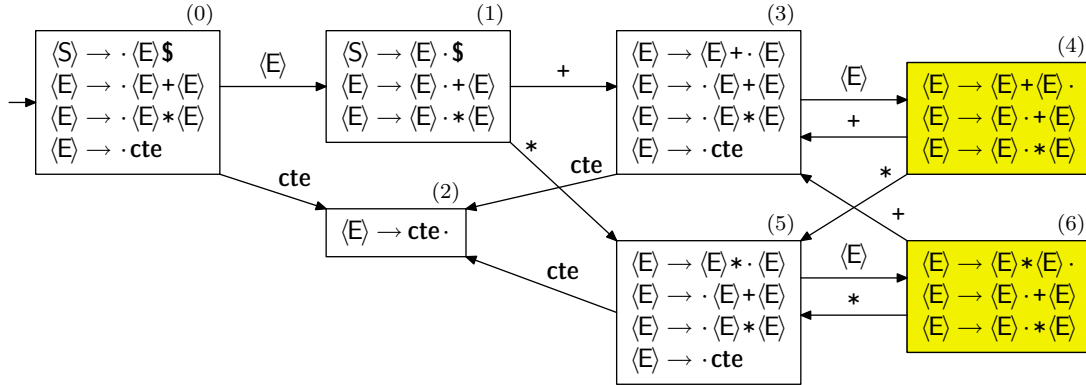 (0)
⟨S⟩ → · ⟨E⟩$
⟨E⟩ → · ⟨E⟩+⟨E⟩
⟨E⟩ → · ⟨E⟩*⟨E⟩
⟨E⟩ → · cte
⟨E⟩
(1)
⟨S⟩ → ⟨E⟩ · $
⟨E⟩ → ⟨E⟩ · +⟨E⟩
⟨E⟩ → ⟨E⟩ · *⟨E⟩
+
*
(3)
⟨E⟩ → ⟨E⟩+ · ⟨E⟩
⟨E⟩ → · ⟨E⟩+⟨E⟩
⟨E⟩ → · ⟨E⟩*⟨E⟩
⟨E⟩ → · cte
⟨E⟩
+
(4)
⟨E⟩ → ⟨E⟩+⟨E⟩ ·
⟨E⟩ → ⟨E⟩ · +⟨E⟩
⟨E⟩ → ⟨E⟩ · *⟨E⟩
*
+
cte
cte
(2)
⟨E⟩ → cte ·
cte
(5)
⟨E⟩ → ⟨E⟩* · ⟨E⟩
⟨E⟩ → · ⟨E⟩+⟨E⟩
⟨E⟩ → · ⟨E⟩*⟨E⟩
⟨E⟩ → · cte
⟨E⟩
*
(6)
⟨E⟩ → ⟨E⟩*⟨E⟩ ·
⟨E⟩ → ⟨E⟩ · +⟨E⟩
⟨E⟩ → ⟨E⟩ · *⟨E⟩